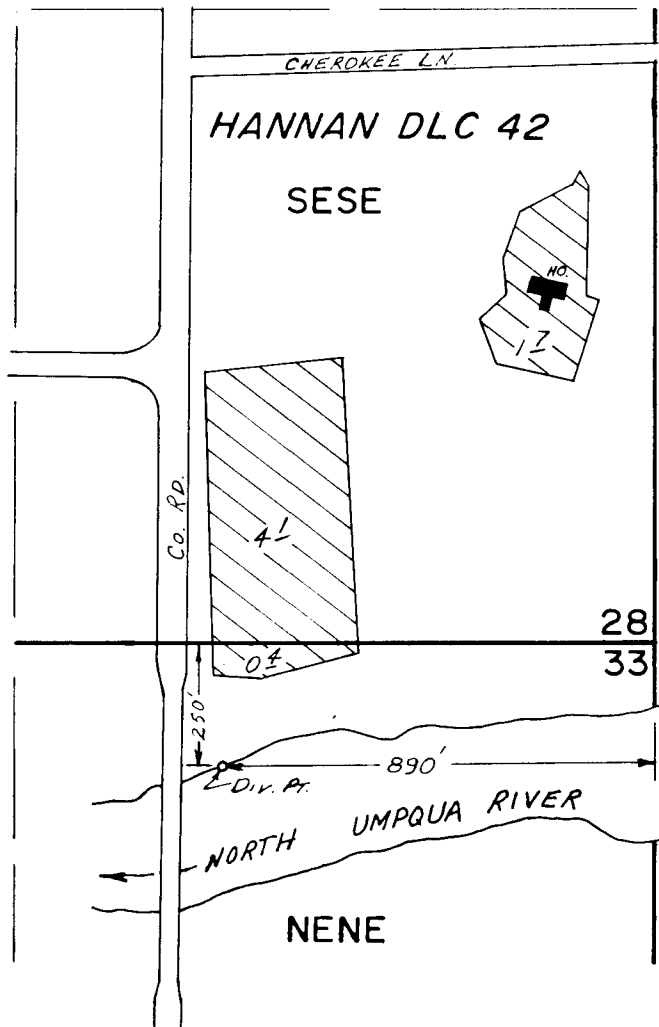 CHEROKEE LN.
HANNAN DLC 42
SESE
HO.
1 7
Co. RD.
4 1
28
33
0 4
250'
890'
DIV. PT.
NORTH UMPQUA RIVER
NENE